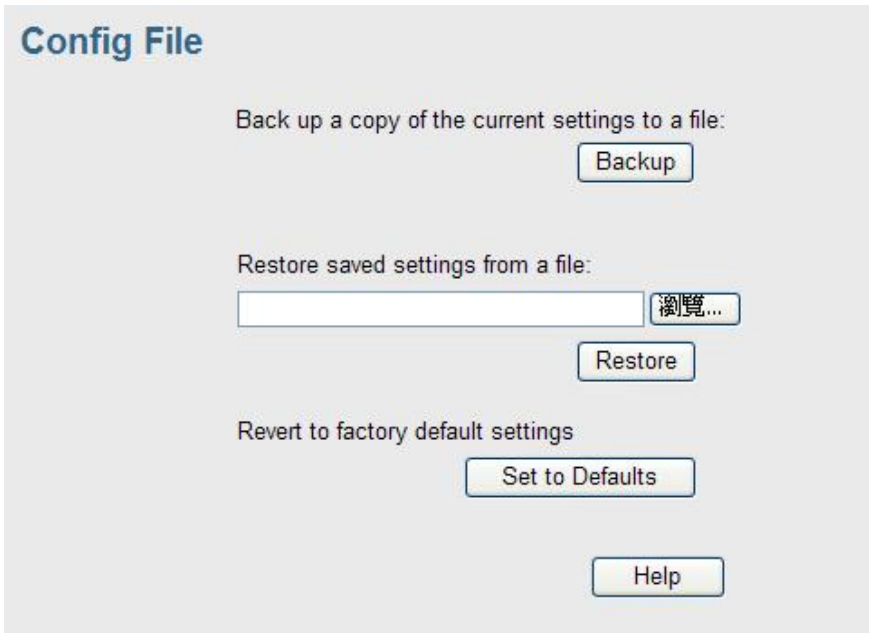 Config File
Back up a copy of the current settings to a file:
Backup
Restore saved settings from a file:
瀏覽...
Restore
Revert to factory default settings
Set to Defaults
Help